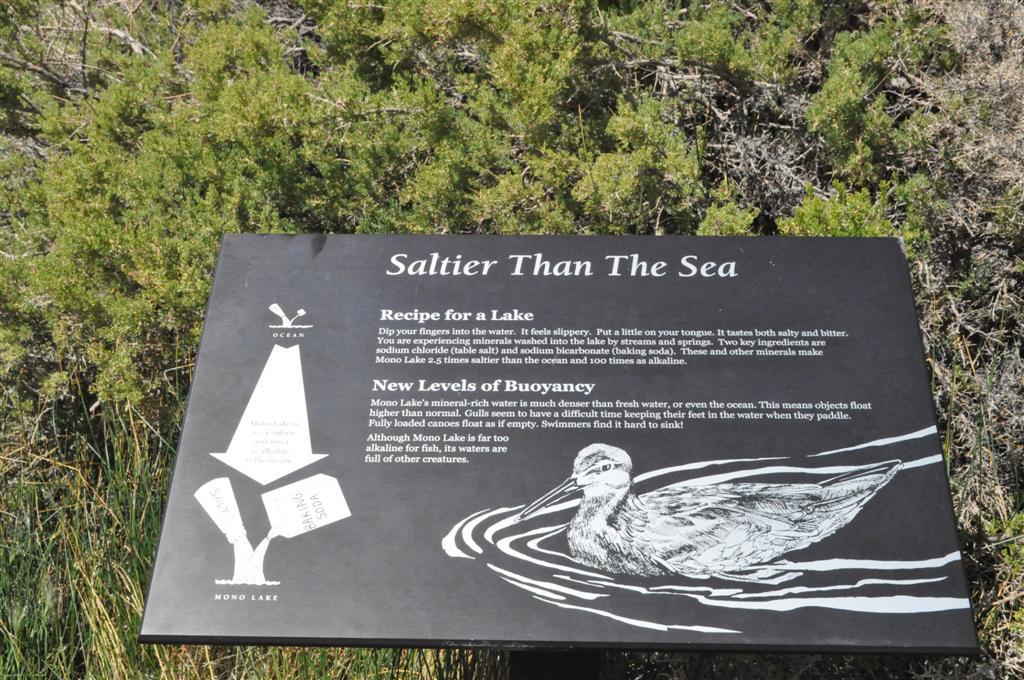 Saltier Than The Sea
OCEAN
Mono Lake is
2.5 x saltier
and 100 x
as alkaline
as the ocean.
SALT
BAKING
SODA
MONO LAKE
Recipe for a Lake
Dip your fingers into the water. It feels slippery. Put a little on your tongue. It tastes both salty and bitter.
You are experiencing minerals washed into the lake by streams and springs. Two key ingredients are
sodium chloride (table salt) and sodium bicarbonate (baking soda). These and other minerals make
Mono Lake 2.5 times saltier than the ocean and 100 times as alkaline.
New Levels of Buoyancy
Mono Lake's mineral-rich water is much denser than fresh water, or even the ocean. This means objects float
higher than normal. Gulls seem to have a difficult time keeping their feet in the water when they paddle.
Fully loaded canoes float as if empty. Swimmers find it hard to sink!
Although Mono Lake is far too
alkaline for fish, its waters are
full of other creatures.